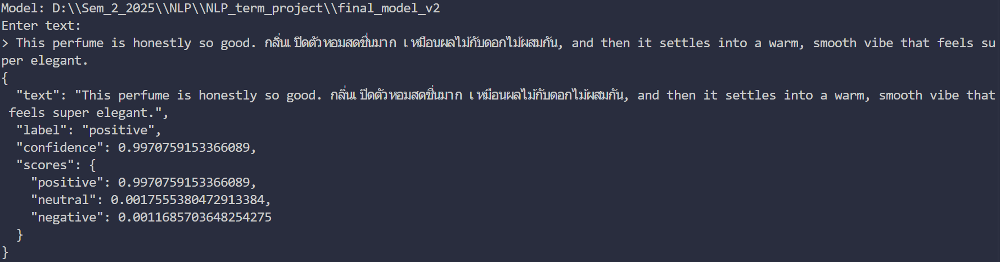 Model: D:\\Sem_2_2025\\NLP\\NLP_term_project\\final_model_v2
Enter text:
> This perfume is honestly so good. กลิ่นเปิดตัวหอมสดชื่นมาก เหมือนผลไม้กับดอกไม้ผสมกัน, and then it settles into a warm, smooth vibe that feels su
per elegant.
{
  "text": "This perfume is honestly so good. กลิ่นเปิดตัวหอมสดชื่นมาก เหมือนผลไม้กับดอกไม้ผสมกัน, and then it settles into a warm, smooth vibe that
 feels super elegant.",
  "label": "positive",
  "confidence": 0.9970759153366089,
  "scores": {
    "positive": 0.9970759153366089,
    "neutral": 0.0017555380472913384,
    "negative": 0.0011685703648254275
  }
}